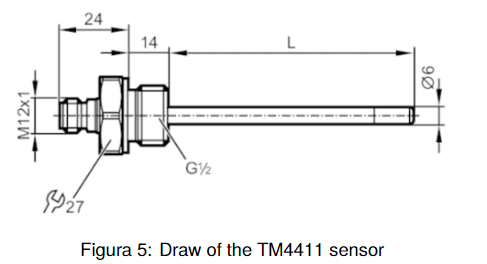 24
14
L
Ø6
M12x1
G½
27
Figura 5: Draw of the TM4411 sensor